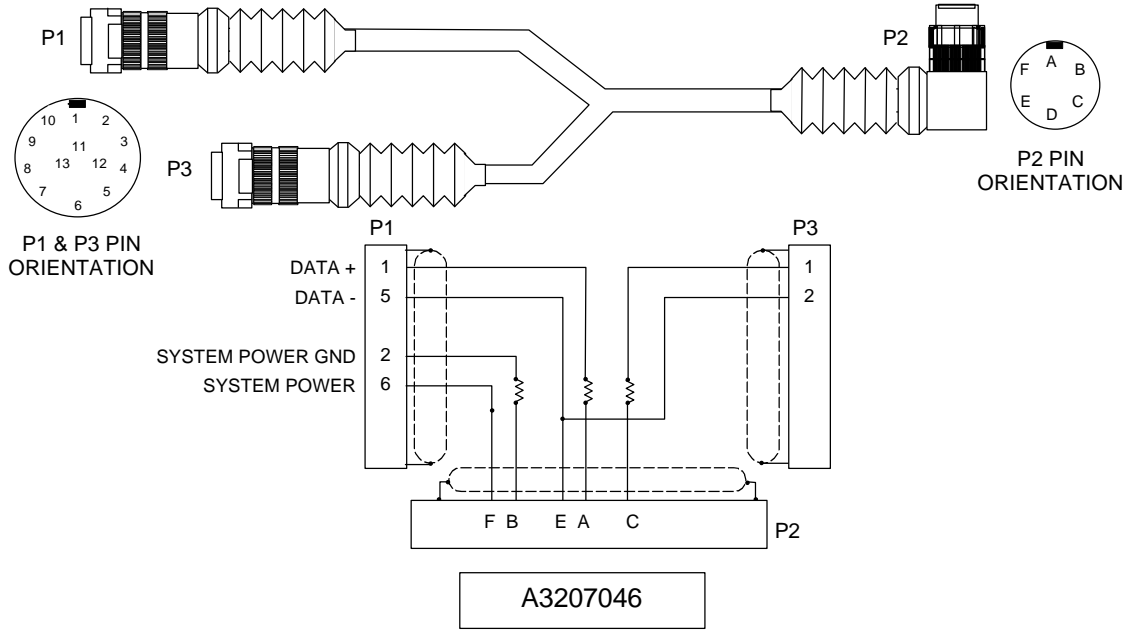 P1
P2
A
B
C
D
E
F
P2 PIN
ORIENTATION
10 1 2
9 3
11
8 13 12 4
7 5
6
P1 & P3 PIN
ORIENTATION
P3
P1
P3
DATA + 1
DATA - 5
SYSTEM POWER GND 2
SYSTEM POWER 6
1
2
F B E A C
P2
A3207046